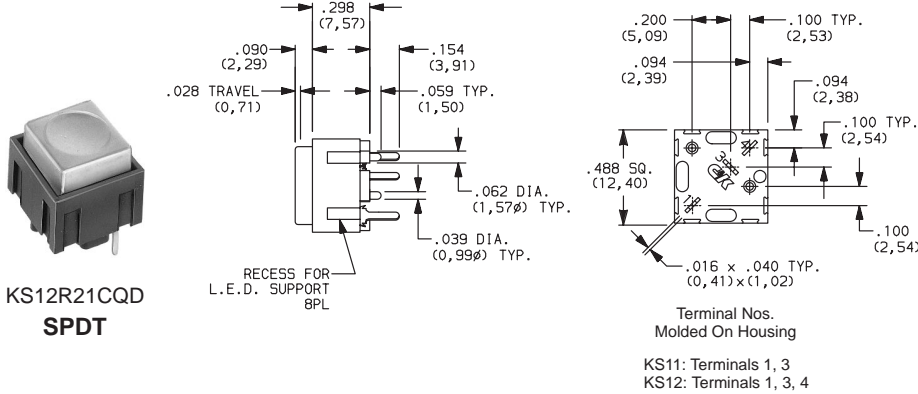 KS12R21CQD
SPDT
.298
(7,57)
.090
(2,29)
.154
(3,91)
.028 TRAVEL
(0,71)
.059 TYP.
(1,50)
.062 DIA.
(1,57ø) TYP.
.039 DIA.
(0,99ø) TYP.
RECESS FOR
L.E.D. SUPPORT
8PL
.200
(5,09)
.100 TYP.
(2,53)
.094
(2,39)
.094
(2,38)
.100 TYP.
(2,54)
.488 SQ.
(12,40)
3
4
1
.100
(2,54)
.016 x .040 TYP.
(0,41)x(1,02)
Terminal Nos.
Molded On Housing
KS11: Terminals 1, 3
KS12: Terminals 1, 3, 4